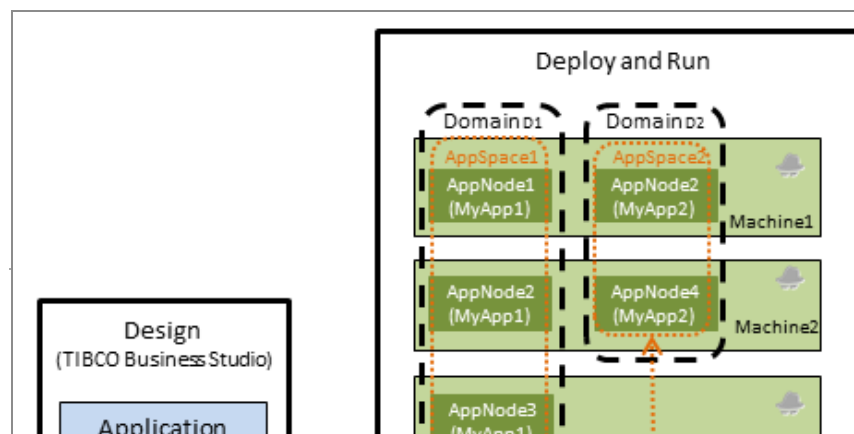 Deploy and Run
Domain D1
Domain D2
AppSpace1
AppSpace2
AppNode1
(MyApp1)
AppNode2
(MyApp2)
Machine1
AppNode2
(MyApp1)
AppNode4
(MyApp2)
Machine2
Design
(TIBCO Business Studio)
Application
AppNode3
(MyApp1)